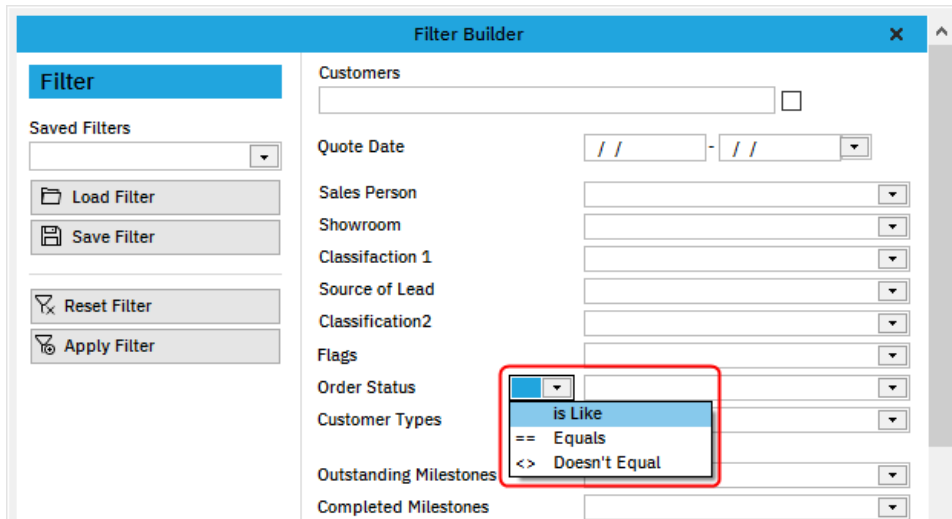 Filter Builder
Filter
Saved Filters
Load Filter
Save Filter
Reset Filter
Apply Filter
Customers
Quote Date / / - / /
Sales Person
Showroom
Classifaction 1
Source of Lead
Classification2
Flags
Order Status
is Like
== Equals
<> Doesn't Equal
Customer Types
Outstanding Milestones
Completed Milestones